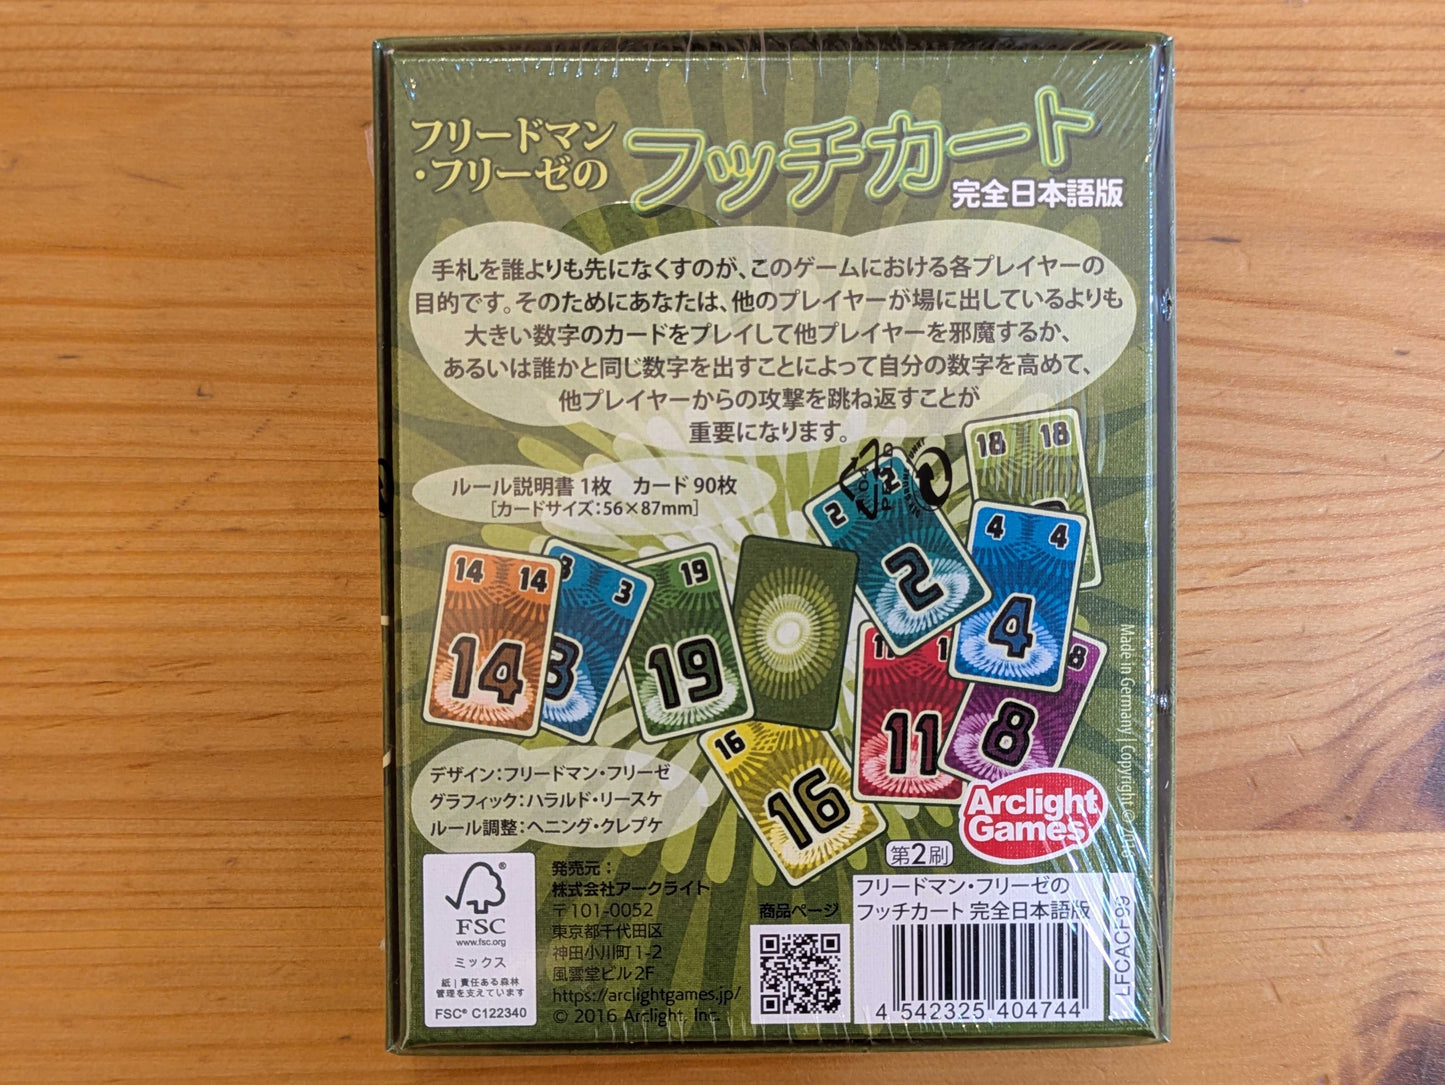 フリードマン
・フリーゼの
フッチカート
完全日本語版
手札を誰よりも先になくすのが、このゲームにおける各プレイヤーの
目的です。そのためにあなたは、他のプレイヤーが場に出しているよりも
大きい数字のカードをプレイして他プレイヤーを邪魔するか、
あるいは誰かと同じ数字を出すことによって自分の数字を高めて、
他プレイヤーからの攻撃を跳ね返すことが
重要になります。
ルール説明書 1枚 カード 90枚
[カードサイズ:56×87mm]
18 18
2 2
2
4 4
4
14 14
14
3 3
3
19
19
11 1
11
8
8
16
16
デザイン:フリードマン・フリーゼ
グラフィック:ハラルド・リースケ
ルール調整:ヘニング・クレプケ
Made in Germany | Copyright © 2016
Arclight
Games
第2刷
FSC
www.fsc.org
ミックス
紙 | 責任ある森林
管理を支えています
FSC® C122340
発売元:
株式会社アークライト
〒101-0052
東京都千代田区
神田小川町1-2
風雲堂ビル2F
https://arclightgames.jp/
© 2016 Arclight, Inc.
商品ページ
フリードマン・フリーゼの
フッチカート 完全日本語版
4 542325 404744
LFCACF99